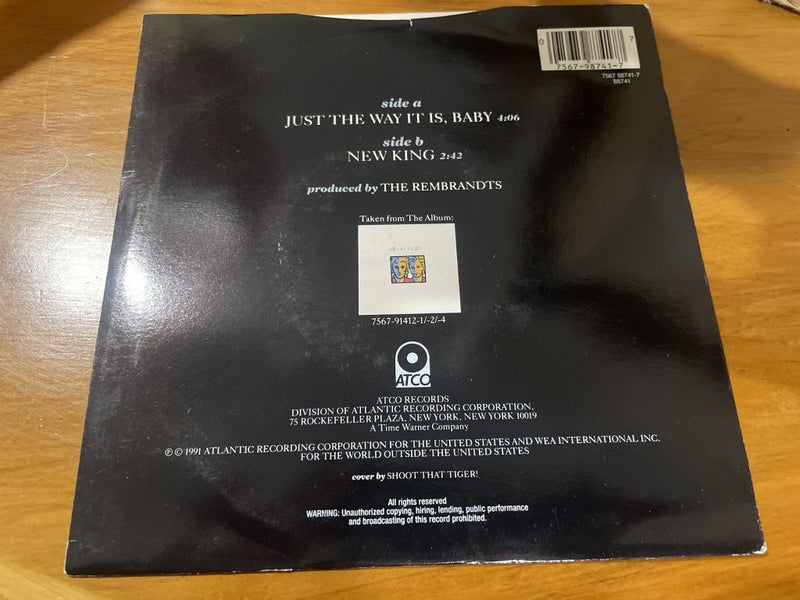 0 7
7567-98741-7
7567 98741-7
B8741
side a
JUST THE WAY IT IS, BABY 4:06
side b
NEW KING 2:42
produced by THE REMBRANDTS
Taken from The Album:
7567-91412-1/-2/-4
ATCO
ATCO RECORDS
DIVISION OF ATLANTIC RECORDING CORPORATION,
75 ROCKEFELLER PLAZA, NEW YORK, NEW YORK 10019
A Time Warner Company
℗ © 1991 ATLANTIC RECORDING CORPORATION FOR THE UNITED STATES AND WEA INTERNATIONAL INC.
FOR THE WORLD OUTSIDE THE UNITED STATES
cover by SHOOT THAT TIGER!
All rights reserved
WARNING: Unauthorized copying, hiring, lending, public performance
and broadcasting of this record prohibited.